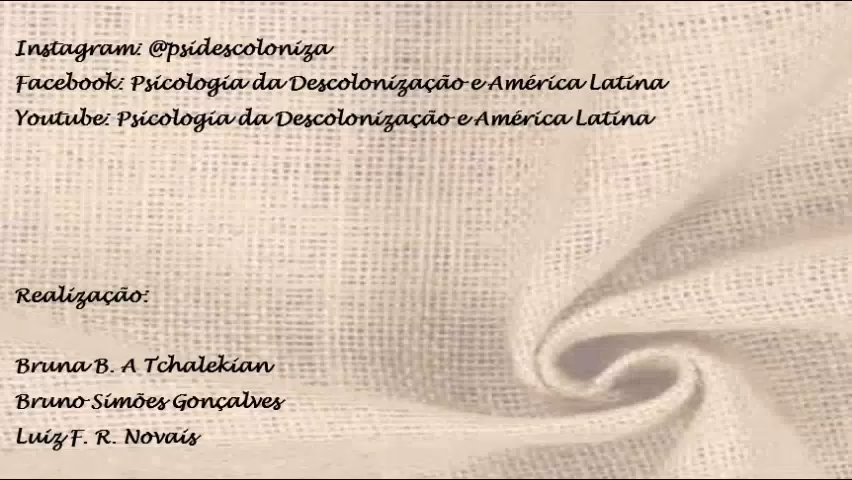 Instagram: @psidescoloniza
Facebook: Psicologia da Descolonização e América Latina
Youtube: Psicologia da Descolonização e América Latina
Realização:
Bruna B. A Tchalekian
Bruno Simões Gonçalves
Luiz F. R. Novais